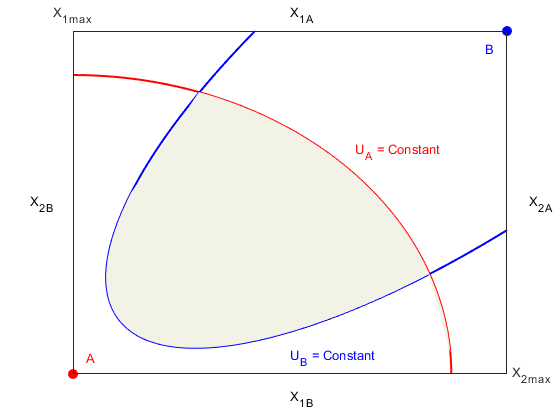 X1max
X1A
B
UA = Constant
X2B
X2A
A
UB = Constant
X2max
X1B